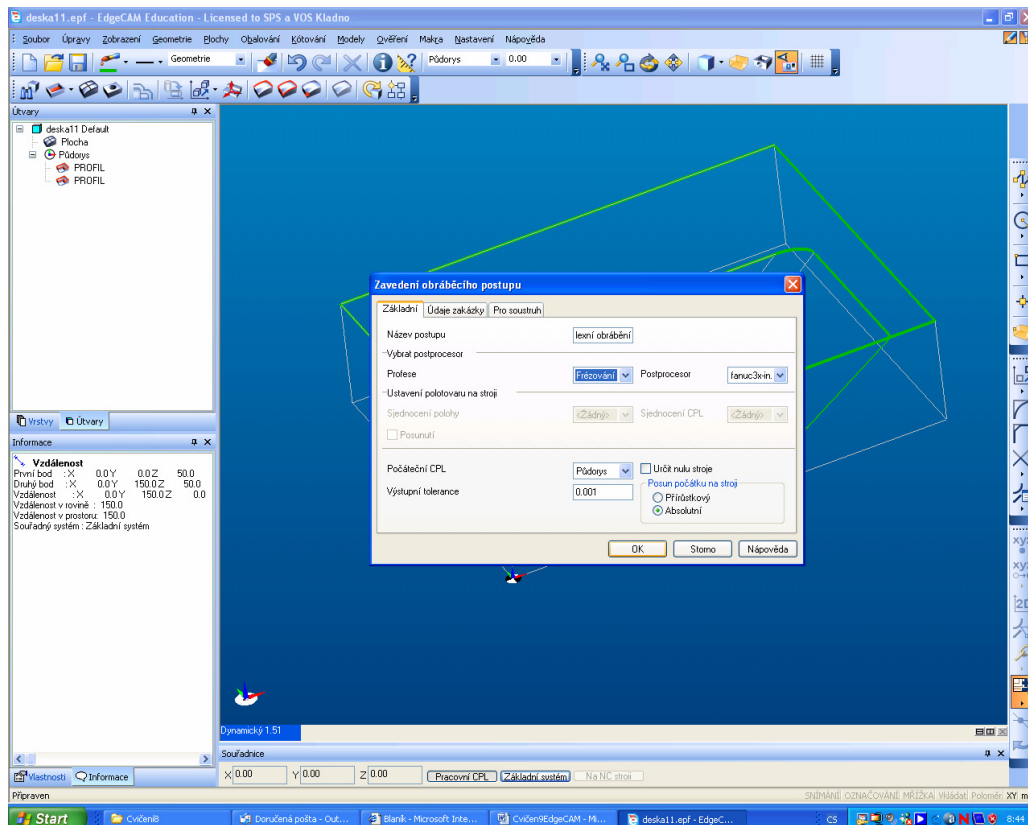 deska11.epf - EdgeCAM Education - Licensed to SPS a VOS Kladno
Soubor Úpravy Zobrazení Geometrie Plochy Obalování Kótování Modely Ověření Makra Nastavení Nápověda
Geometrie Půdorys 0.00
Útvary
deska11 Default
Plocha
Půdorys
PROFIL
PROFIL
Vrstvy Útvary
Informace
Vzdálenost
První bod : X 0.0 Y 0.0 Z 50.0
Druhý bod : X 0.0 Y 150.0 Z 50.0
Vzdálenost : X 0.0 Y 150.0 Z 0.0
Vzdálenost v rovině : 150.0
Vzdálenost v prostoru: 150.0
Souřadný systém : Základní systém
Vlastnosti Informace
Zavedení obráběcího postupu
Základní Údaje zakázky Pro soustruh
Název postupu lexní obrábění
Vybrat postprocesor
Profese Frézování Postprocesor fanuc3x-in.
Ustavení polotovaru na stroji
Sjednocení polohy <Žádný> Sjednocení CPL <Žádný>
Posunutí
Počáteční CPL Půdorys Určit nulu stroje
Výstupní tolerance 0.001 Posun počátku na stroji
Přírůstkový
Absolutní
OK Storno Nápověda
Dynamický 1.51
Souřadnice
X 0.00 Y 0.00 Z 0.00 Pracovní CPL Základní systém Na NC stroji
Připraven SNÍMÁNÍ OZNAČOVÁNÍ MŘÍŽKA Vkládat Poloměr XY m
Start Cvičení8 Doručená pošta - Out... Blaník - Microsoft Inte... Cvičen9EdgeCAM - Mi... deska11.epf - EdgeC... CS 8:44